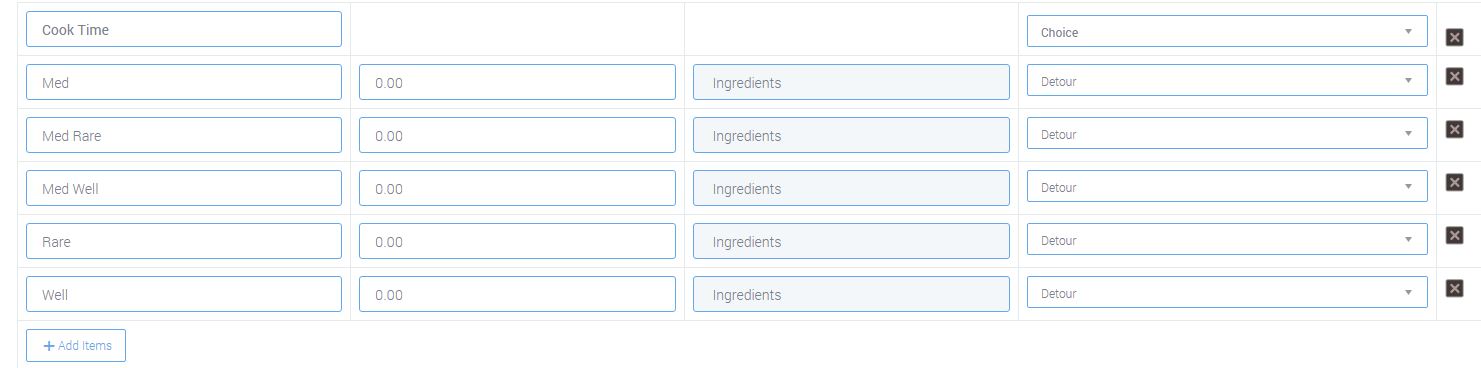 Cook Time Choice
Med 0.00 Ingredients Detour
Med Rare 0.00 Ingredients Detour
Med Well 0.00 Ingredients Detour
Rare 0.00 Ingredients Detour
Well 0.00 Ingredients Detour
+ Add Items